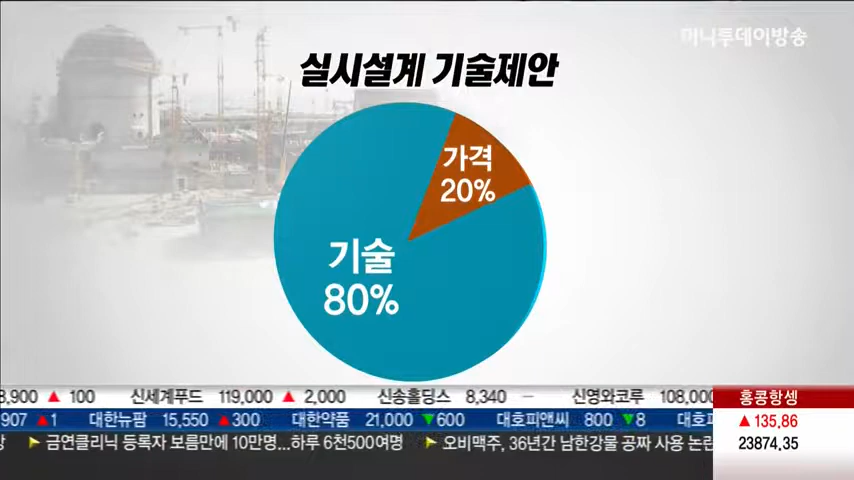 머니투데이방송
실시설계 기술제안
가격
20%
기술
80%
8,900 ▲ 100 신세계푸드 119,000 ▲ 2,000 신송홀딩스 8,340 － 신영와코루 108,000
907 ▲1 대한뉴팜 15,550 ▲300 대한약품 21,000 ▼600 대호피앤씨 800 ▼8 대호피
➤ 금연클리닉 등록자 보름만에 10만명...하루 6천500여명 ➤ 오비맥주, 36년간 남한강물 공짜 사용 논란
홍콩항셍
▲135,86
23874.35